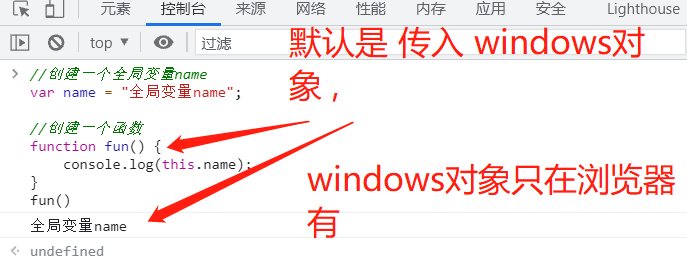 元素 控制台 来源 网络 性能 内存 应用 安全 Lighthouse
top 过滤
默认是 传入 windows对
象，
//创建一个全局变量name
var name = "全局变量name";
//创建一个函数
function fun() {
console.log(this.name);
}
fun()
windows对象只在浏览器
有
全局变量name
undefined